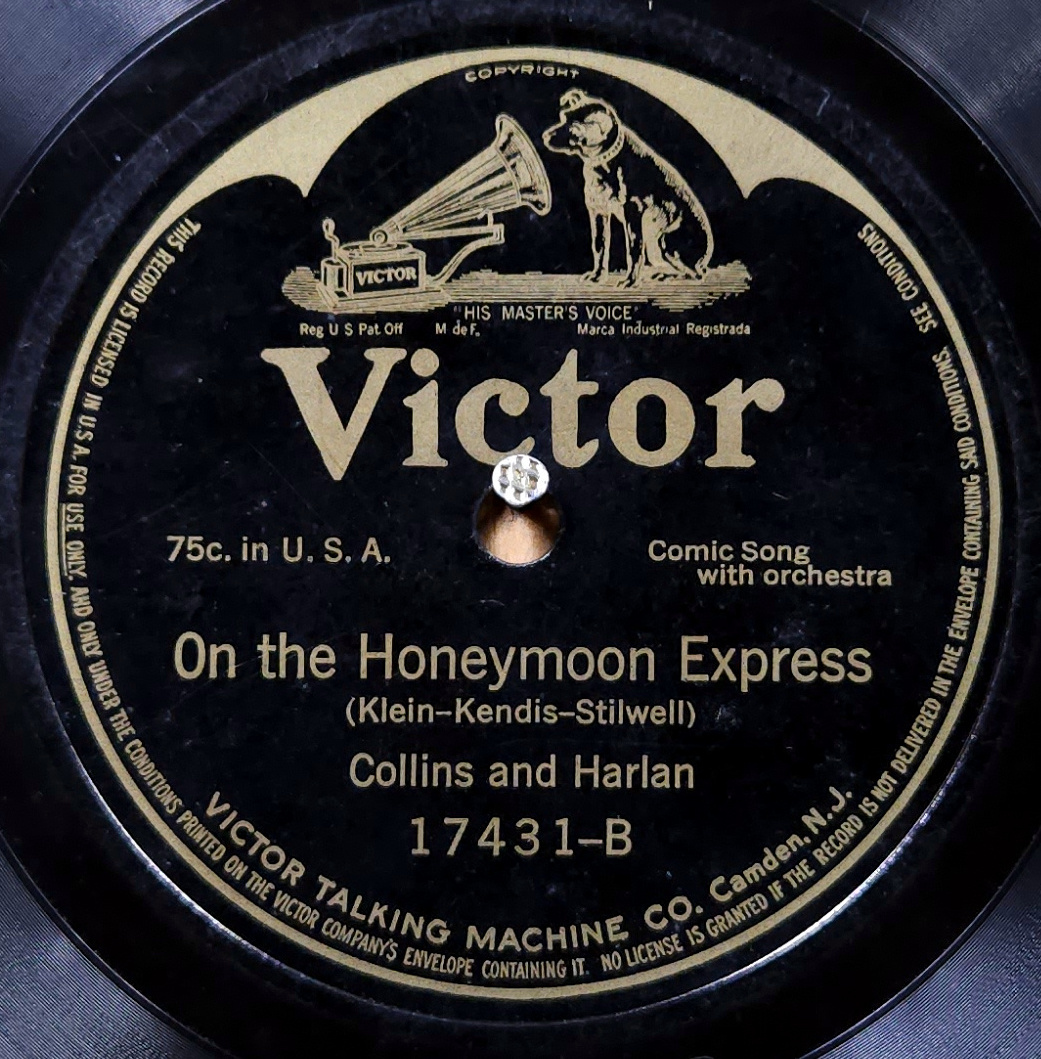 COPYRIGHT
VICTOR
"HIS MASTER'S VOICE"
Reg U S Pat Off M de F. Marca Industrial Registrada
Victor
75c. in U. S. A.
Comic Song
with orchestra
On the Honeymoon Express
(Klein–Kendis–Stilwell)
Collins and Harlan
17431–B
VICTOR TALKING MACHINE CO. Camden, N.J.
THIS RECORD IS LICENSED IN U.S.A. FOR USE ONLY, AND ONLY UNDER THE CONDITIONS PRINTED ON THE VICTOR COMPANY'S ENVELOPE CONTAINING IT. NO LICENSE IS GRANTED IF THE RECORD IS NOT DELIVERED IN THE ENVELOPE CONTAINING SAID CONDITIONS. SEE CONDITIONS